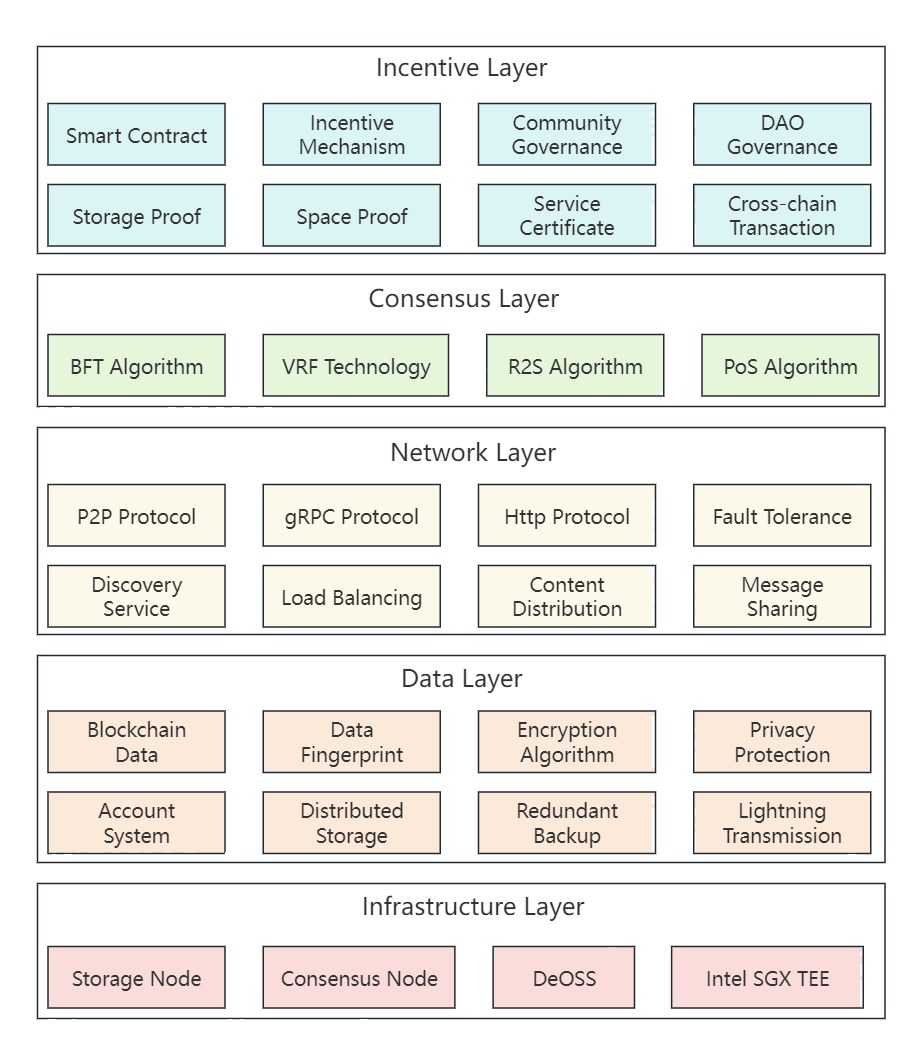 Incentive Layer
Smart Contract
Incentive
Mechanism
Community
Governance
DAO
Governance
Storage Proof
Space Proof
Service
Certificate
Cross-chain
Transaction
Consensus Layer
BFT Algorithm
VRF Technology
R2S Algorithm
PoS Algorithm
Network Layer
P2P Protocol
gRPC Protocol
Http Protocol
Fault Tolerance
Discovery
Service
Load Balancing
Content
Distribution
Message
Sharing
Data Layer
Blockchain
Data
Data
Fingerprint
Encryption
Algorithm
Privacy
Protection
Account
System
Distributed
Storage
Redundant
Backup
Lightning
Transmission
Infrastructure Layer
Storage Node
Consensus Node
DeOSS
Intel SGX TEE